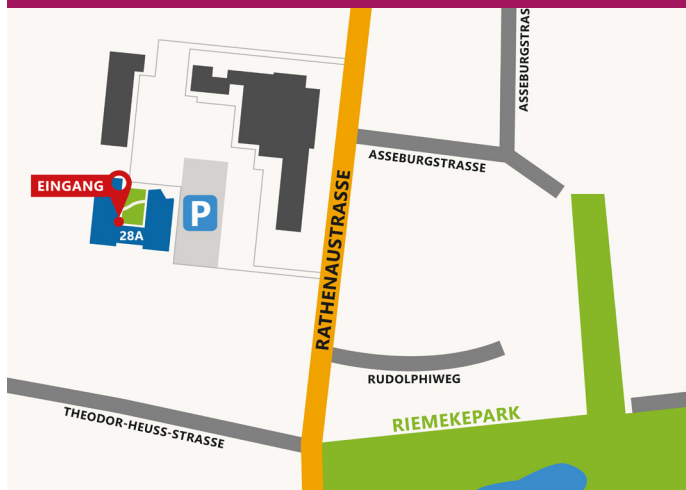 ASSEBURGSTRAS
ASSEBURGSTRASSE
EINGANG
P
28A
RATHENAUSTRASSE
RUDOLPHIWEG
THEODOR-HEUSS-STRASSE
RIEMEKEPARK